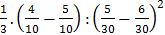 1/3 . (4/10 − 5/10) : (5/30 − 6/30)²